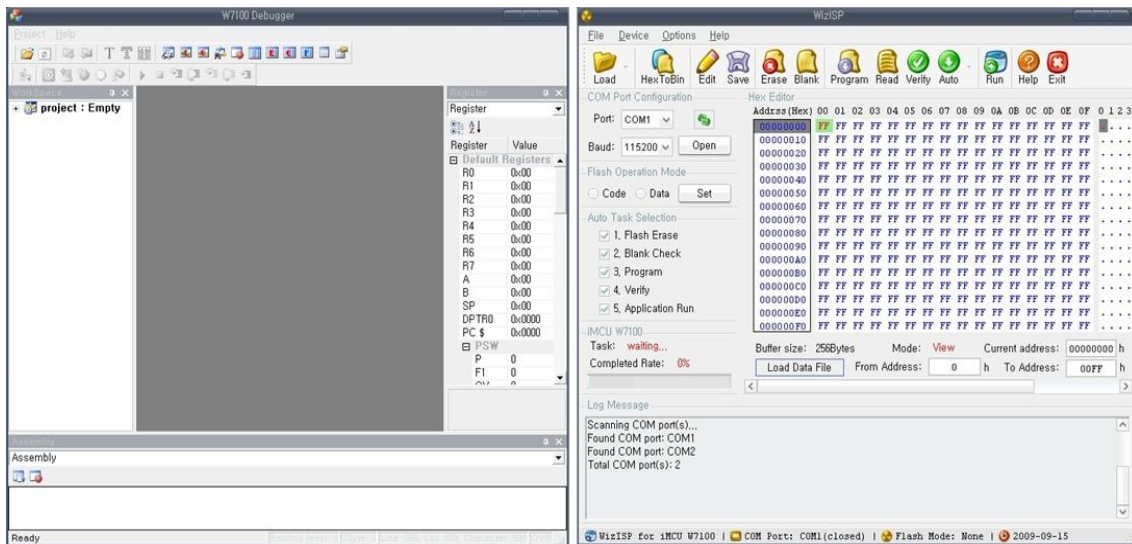 W7100 Debugger
Project Help
WorkSpace
project : Empty
Register
Register
Register Value
Default Registers
R0 0x00
R1 0x00
R2 0x00
R3 0x00
R4 0x00
R5 0x00
R6 0x00
R7 0x00
A 0x00
B 0x00
SP 0x00
DPTR0 0x0000
PC $ 0x0000
PSW
P 0
F1 0
OV 0
Assembly
Assembly
Ready
WizISP
File Device Options Help
Load HexToBin Edit Save Erase Blank Program Read Verify Auto Run Help Exit
COM Port Configuration
Port: COM1
Baud: 115200 Open
Flash Operation Mode
Code Data Set
Auto Task Selection
1, Flash Erase
2, Blank Check
3, Program
4, Verify
5, Application Run
iMCU W7100
Task: waiting...
Completed Rate: 0%
Hex Editor
Addrss(Hex) 00 01 02 03 04 05 06 07 08 09 0A 0B 0C 0D 0E 0F 0 1 2 3
00000000 FF FF FF FF FF FF FF FF FF FF FF FF FF FF FF FF . . . .
00000010 FF FF FF FF FF FF FF FF FF FF FF FF FF FF FF FF . . . .
00000020 FF FF FF FF FF FF FF FF FF FF FF FF FF FF FF FF . . . .
00000030 FF FF FF FF FF FF FF FF FF FF FF FF FF FF FF FF . . . .
00000040 FF FF FF FF FF FF FF FF FF FF FF FF FF FF FF FF . . . .
00000050 FF FF FF FF FF FF FF FF FF FF FF FF FF FF FF FF . . . .
00000060 FF FF FF FF FF FF FF FF FF FF FF FF FF FF FF FF . . . .
00000070 FF FF FF FF FF FF FF FF FF FF FF FF FF FF FF FF . . . .
00000080 FF FF FF FF FF FF FF FF FF FF FF FF FF FF FF FF . . . .
00000090 FF FF FF FF FF FF FF FF FF FF FF FF FF FF FF FF . . . .
000000A0 FF FF FF FF FF FF FF FF FF FF FF FF FF FF FF FF . . . .
000000B0 FF FF FF FF FF FF FF FF FF FF FF FF FF FF FF FF . . . .
000000C0 FF FF FF FF FF FF FF FF FF FF FF FF FF FF FF FF . . . .
000000D0 FF FF FF FF FF FF FF FF FF FF FF FF FF FF FF FF . . . .
000000E0 FF FF FF FF FF FF FF FF FF FF FF FF FF FF FF FF . . . .
000000F0 FF FF FF FF FF FF FF FF FF FF FF FF FF FF FF FF . . . .
Buffer size: 256Bytes Mode: View Current address: 00000000 h
Load Data File From Address: 0 h To Address: 00FF h
Log Message
Scanning COM port(s)...
Found COM port: COM1
Found COM port: COM2
Total COM port(s): 2
WizISP for iMCU W7100 | COM Port: COM1(closed) | Flash Mode: None | 2009-09-15